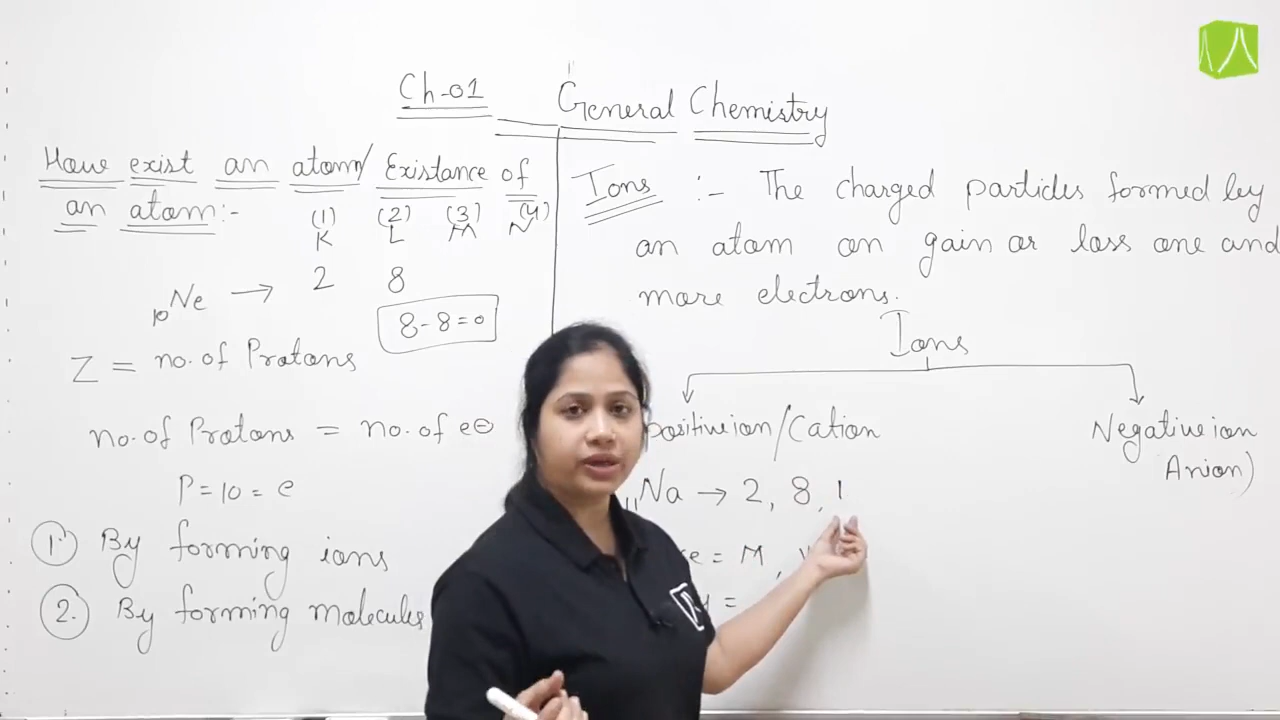 Ch-01 General Chemistry
How exist an atom/ Existance of
an atom:-
(1) (2) (3) (4)
K L M N
10Ne → 2 8
8-8=0
Z = no.of Protons
no.of Protons = no.of e⊖
P=10=e
1. By forming ions
2. By forming molecules
Ions :- The charged particles formed by
an atom on gain or loss one and
more electrons.
Ions
positive ion/Cation
Negative ion
Anion)
11Na → 2, 8, 1
= M,
=